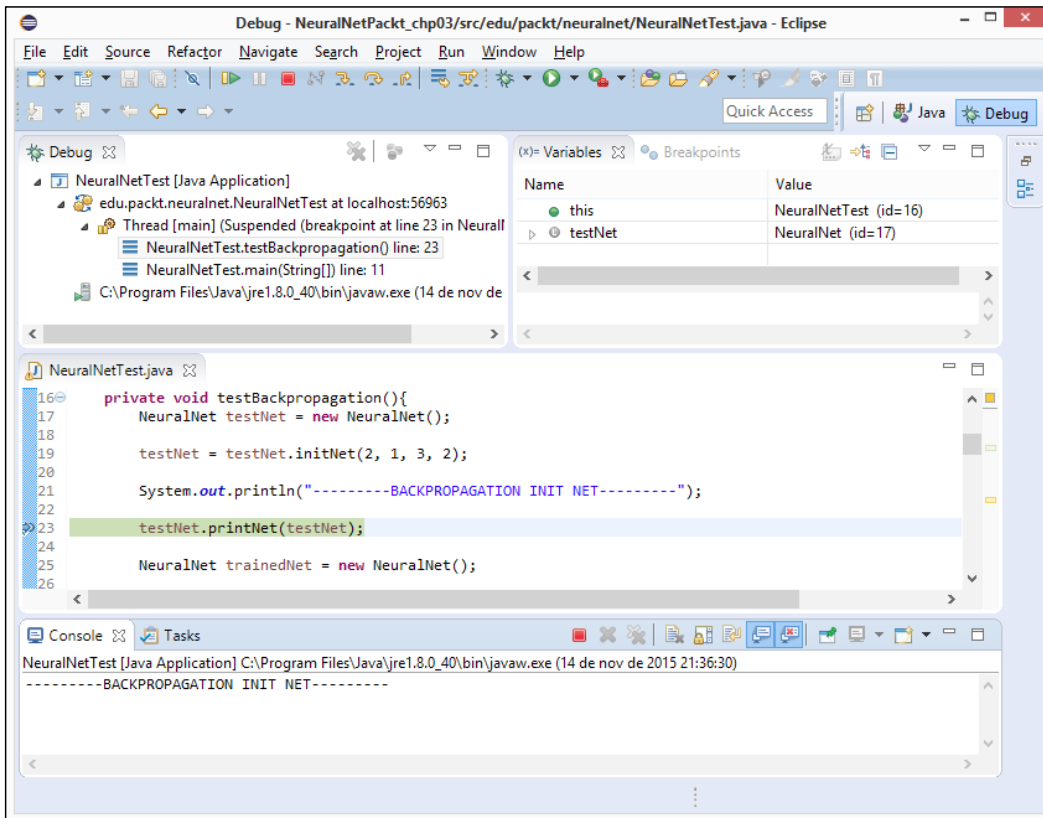 Debug - NeuralNetPackt_chp03/src/edu/packt/neuralnet/NeuralNetTest.java - Eclipse
File Edit Source Refactor Navigate Search Project Run Window Help
Quick Access Java Debug
Debug
NeuralNetTest [Java Application]
edu.packt.neuralnet.NeuralNetTest at localhost:56963
Thread [main] (Suspended (breakpoint at line 23 in Neurall
NeuralNetTest.testBackpropagation() line: 23
NeuralNetTest.main(String[]) line: 11
C:\Program Files\Java\jre1.8.0_40\bin\javaw.exe (14 de nov de
(x)= Variables Breakpoints
Name Value
this NeuralNetTest (id=16)
testNet NeuralNet (id=17)
NeuralNetTest.java
16 private void testBackpropagation(){
17 NeuralNet testNet = new NeuralNet();
18
19 testNet = testNet.initNet(2, 1, 3, 2);
20
21 System.out.println("---------BACKPROPAGATION INIT NET---------");
22
23 testNet.printNet(testNet);
24
25 NeuralNet trainedNet = new NeuralNet();
26
Console Tasks
NeuralNetTest [Java Application] C:\Program Files\Java\jre1.8.0_40\bin\javaw.exe (14 de nov de 2015 21:36:30)
---------BACKPROPAGATION INIT NET---------